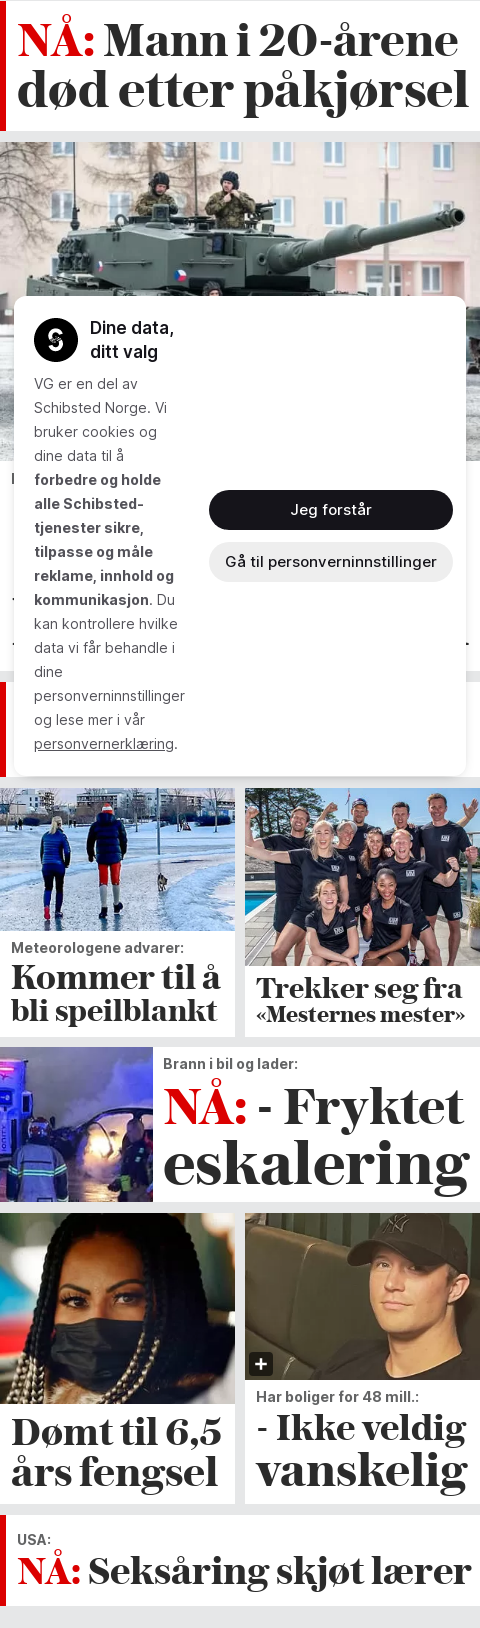 NÅ: Mann i 20-årene
død etter påkjørsel
Dine data,
ditt valg
VG er en del av
Schibsted Norge. Vi
bruker cookies og
dine data til å
forbedre og holde
alle Schibsted-
tjenester sikre,
tilpasse og måle
reklame, innhold og
kommunikasjon. Du
kan kontrollere hvilke
data vi får behandle i
dine
personverninnstillinger
og lese mer i vår
personvernerklæring.
Jeg forstår
Gå til personverninnstillinger
Meteorologene advarer:
Kommer til å
bli speilblankt
Trekker seg fra
«Mesternes mester»
Brann i bil og lader:
NÅ: - Fryktet
eskalering
Dømt til 6,5
års fengsel
Har boliger for 48 mill.:
- Ikke veldig
vanskelig
USA:
NÅ: Seksåring skjøt lærer